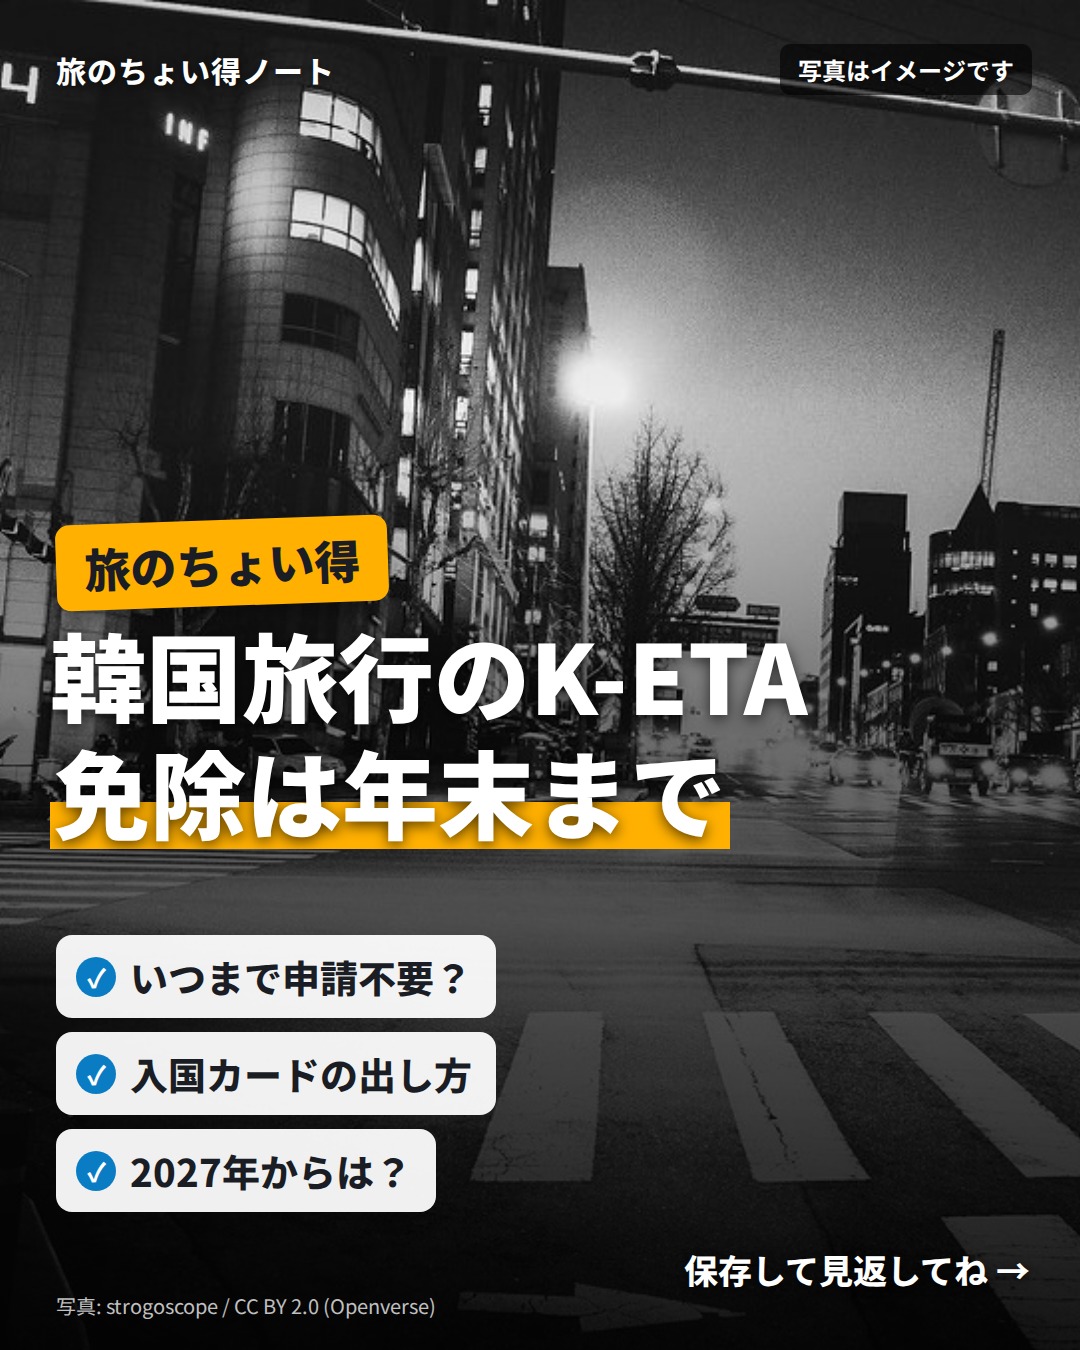 旅のちょい得ノート
写真はイメージです
4
INF
旅のちょい得
韓国旅行のK-ETA
免除は年末まで
いつまで申請不要？
入国カードの出し方
2027年からは？
保存して見返してね →
写真: strogoscope / CC BY 2.0 (Openverse)